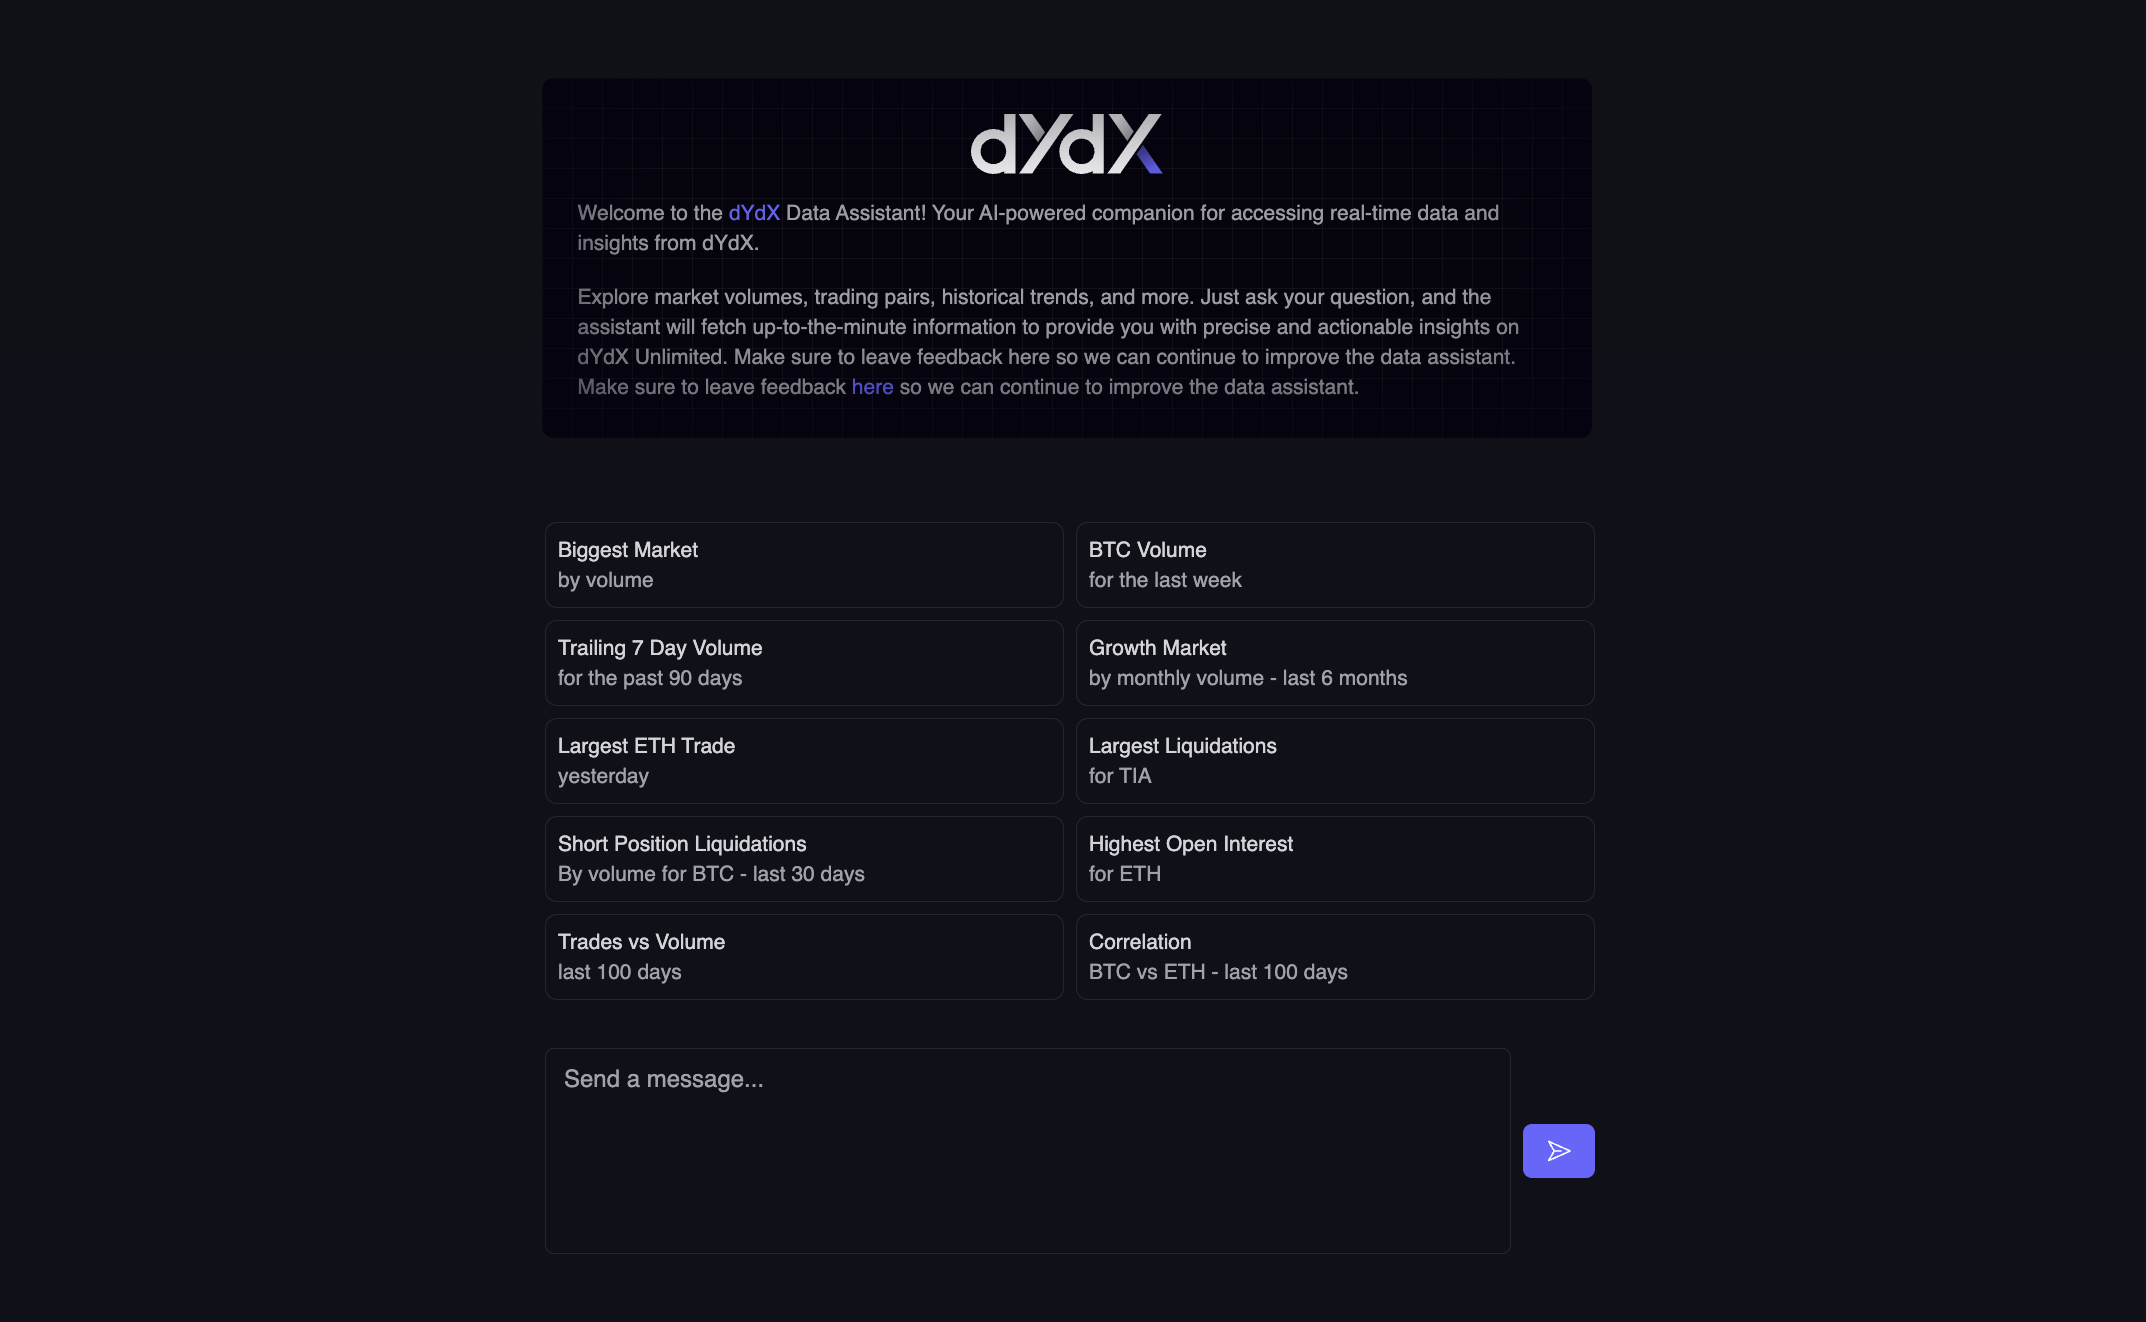 dYdX
Welcome to the dYdX Data Assistant! Your AI-powered companion for accessing real-time data and
insights from dYdX.
Explore market volumes, trading pairs, historical trends, and more. Just ask your question, and the
assistant will fetch up-to-the-minute information to provide you with precise and actionable insights on
dYdX Unlimited. Make sure to leave feedback here so we can continue to improve the data assistant.
Make sure to leave feedback here so we can continue to improve the data assistant.
Biggest Market
by volume
BTC Volume
for the last week
Trailing 7 Day Volume
for the past 90 days
Growth Market
by monthly volume - last 6 months
Largest ETH Trade
yesterday
Largest Liquidations
for TIA
Short Position Liquidations
By volume for BTC - last 30 days
Highest Open Interest
for ETH
Trades vs Volume
last 100 days
Correlation
BTC vs ETH - last 100 days
Send a message...